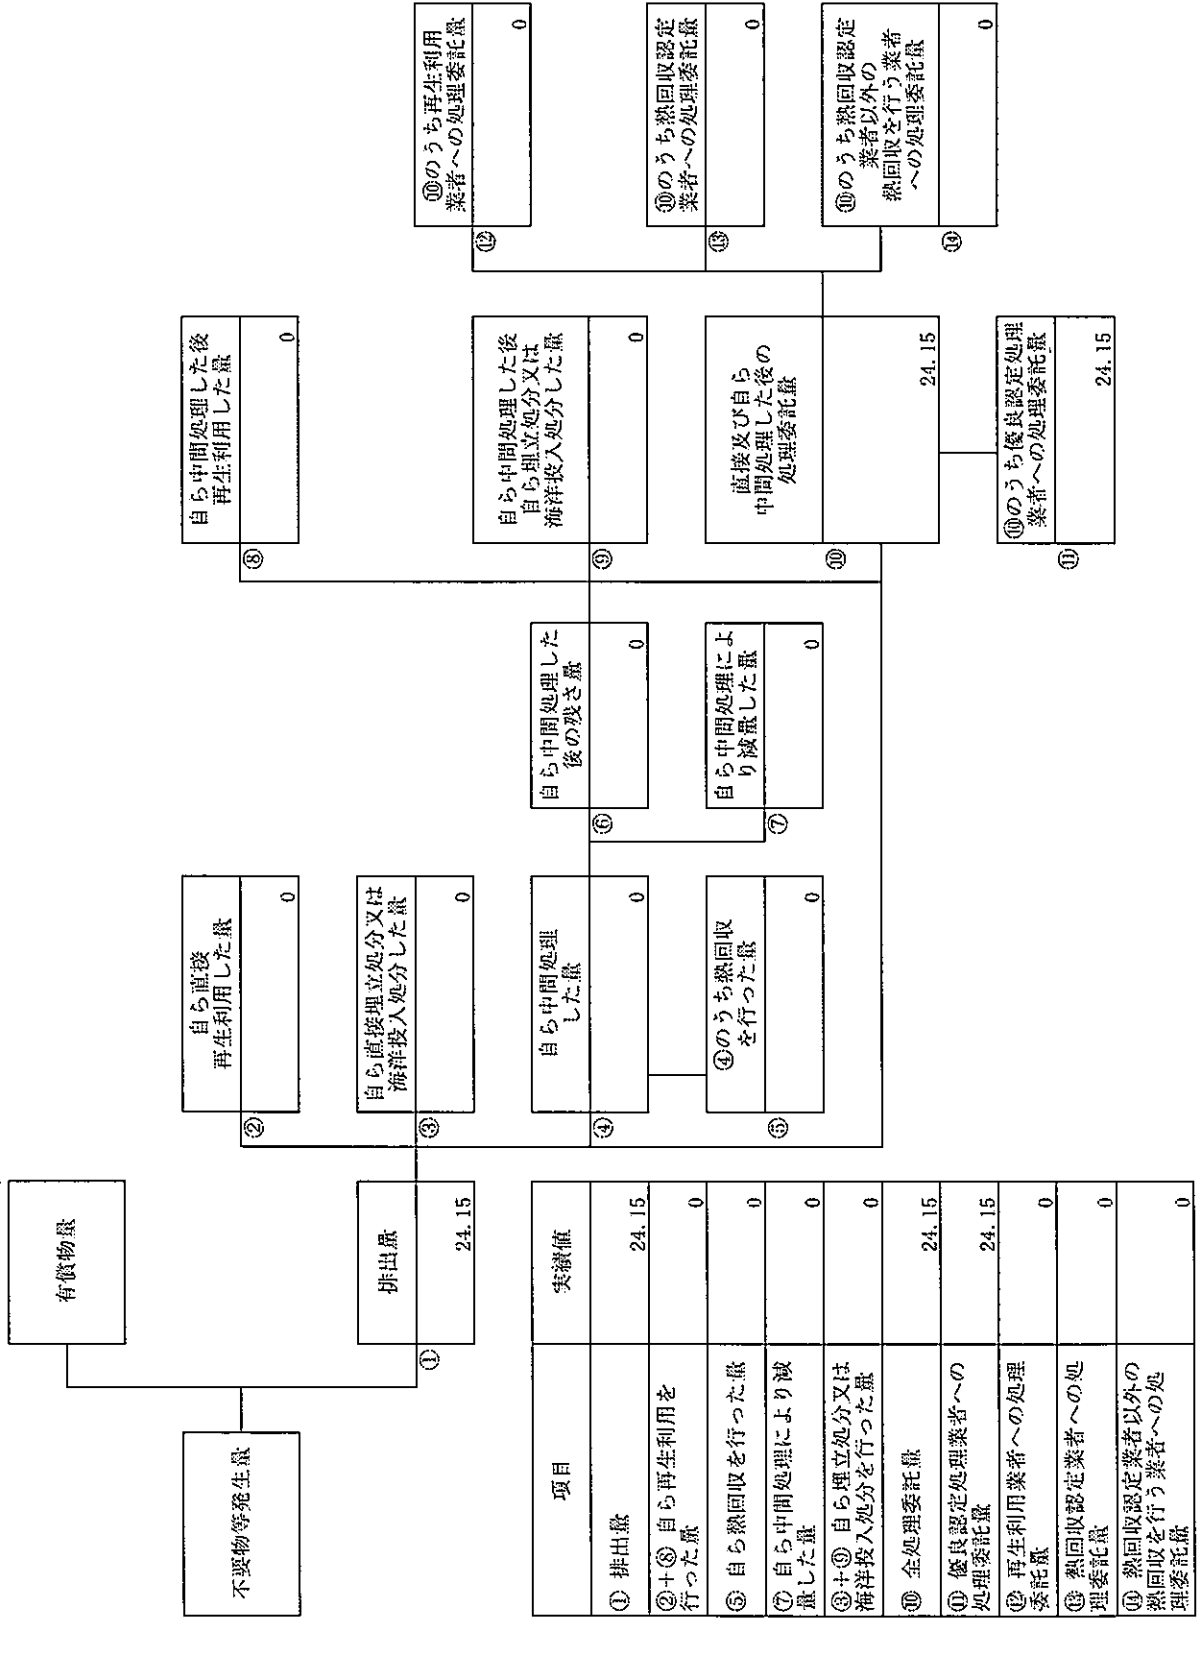 不要物等発生量
有償物量
①
排出量
24.15
②
自ら直接
再生利用した量
0
③
自ら直接埋立処分又は
海洋投入処分した量
0
④
自ら中間処理
した量
0
⑤
④のうち熱回収
を行った量
0
⑥
自ら中間処理した
後の残さ量
0
⑦
自ら中間処理によ
り減量した量
0
⑧
自ら中間処理した後
再生利用した量
0
⑨
自ら中間処理した後
自ら埋立処分又は
海洋投入処分した量
0
⑩
直接及び自ら
中間処理した後の
処理委託量
24.15
⑪
⑩のうち優良認定処理
業者への処理委託量
24.15
⑫
⑩のうち再生利用
業者への処理委託量
0
⑬
⑩のうち熱回収認定
業者への処理委託量
0
⑭
⑩のうち熱回収認定
業者以外の
熱回収を行う業者
への処理委託量
0
項目
実績値
① 排出量
24.15
②+⑧ 自ら再生利用を
行った量
0
⑤ 自ら熱回収を行った量
0
⑦ 自ら中間処理により減
量した量
0
③+⑨ 自ら埋立処分又は
海洋投入処分を行った量
0
⑩ 全処理委託量
24.15
⑪ 優良認定処理業者への
処理委託量
24.15
⑫ 再生利用業者への処理
委託量
0
⑬ 熱回収認定業者への処
理委託量
0
⑭ 熱回収認定業者以外の
熱回収を行う業者への処
理委託量
0